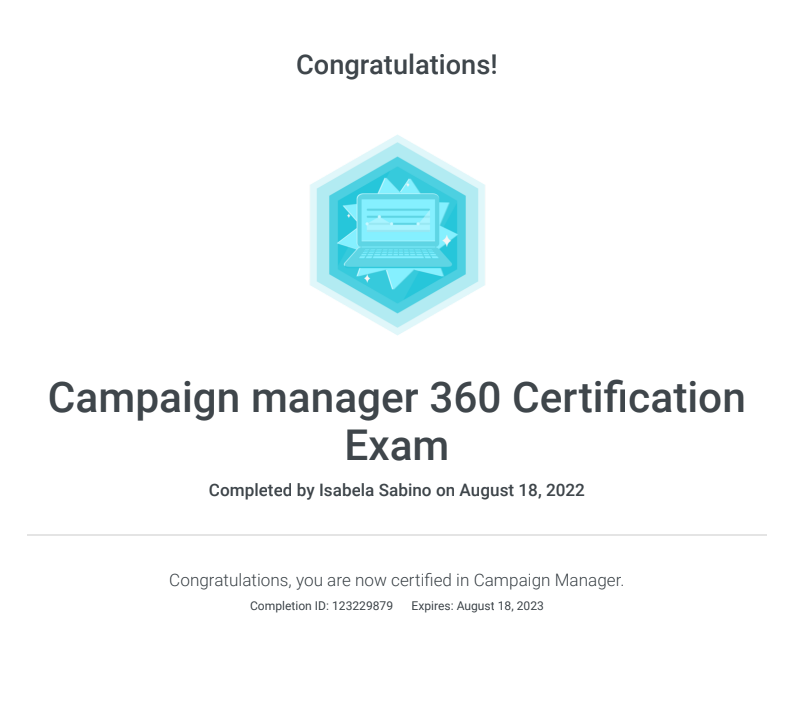 Congratulations!
Campaign manager 360 Certification
Exam
Completed by Isabela Sabino on August 18, 2022
Congratulations, you are now certified in Campaign Manager.
Completion ID: 123229879 Expires: August 18, 2023